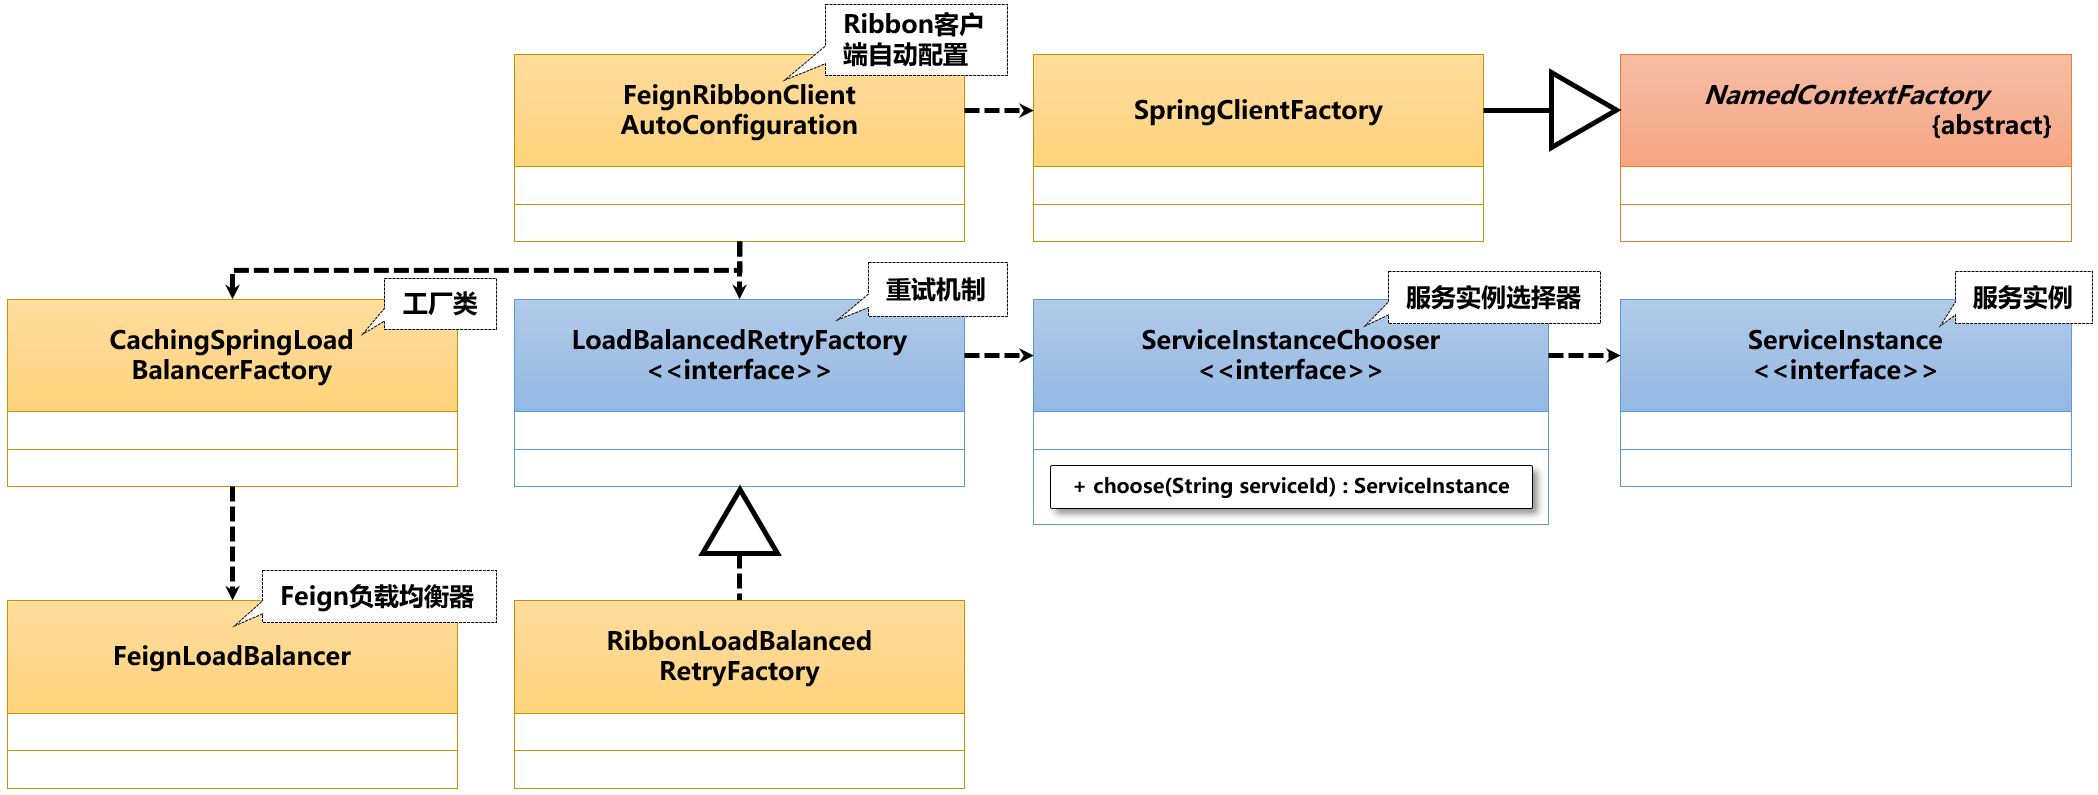 Ribbon客户
端自动配置
FeignRibbonClient
AutoConfiguration
SpringClientFactory
NamedContextFactory
{abstract}
工厂类
CachingSpringLoad
BalancerFactory
重试机制
LoadBalancedRetryFactory
<<interface>>
服务实例选择器
ServiceInstanceChooser
<<interface>>
+ choose(String serviceId) : ServiceInstance
服务实例
ServiceInstance
<<interface>>
Feign负载均衡器
FeignLoadBalancer
RibbonLoadBalanced
RetryFactory